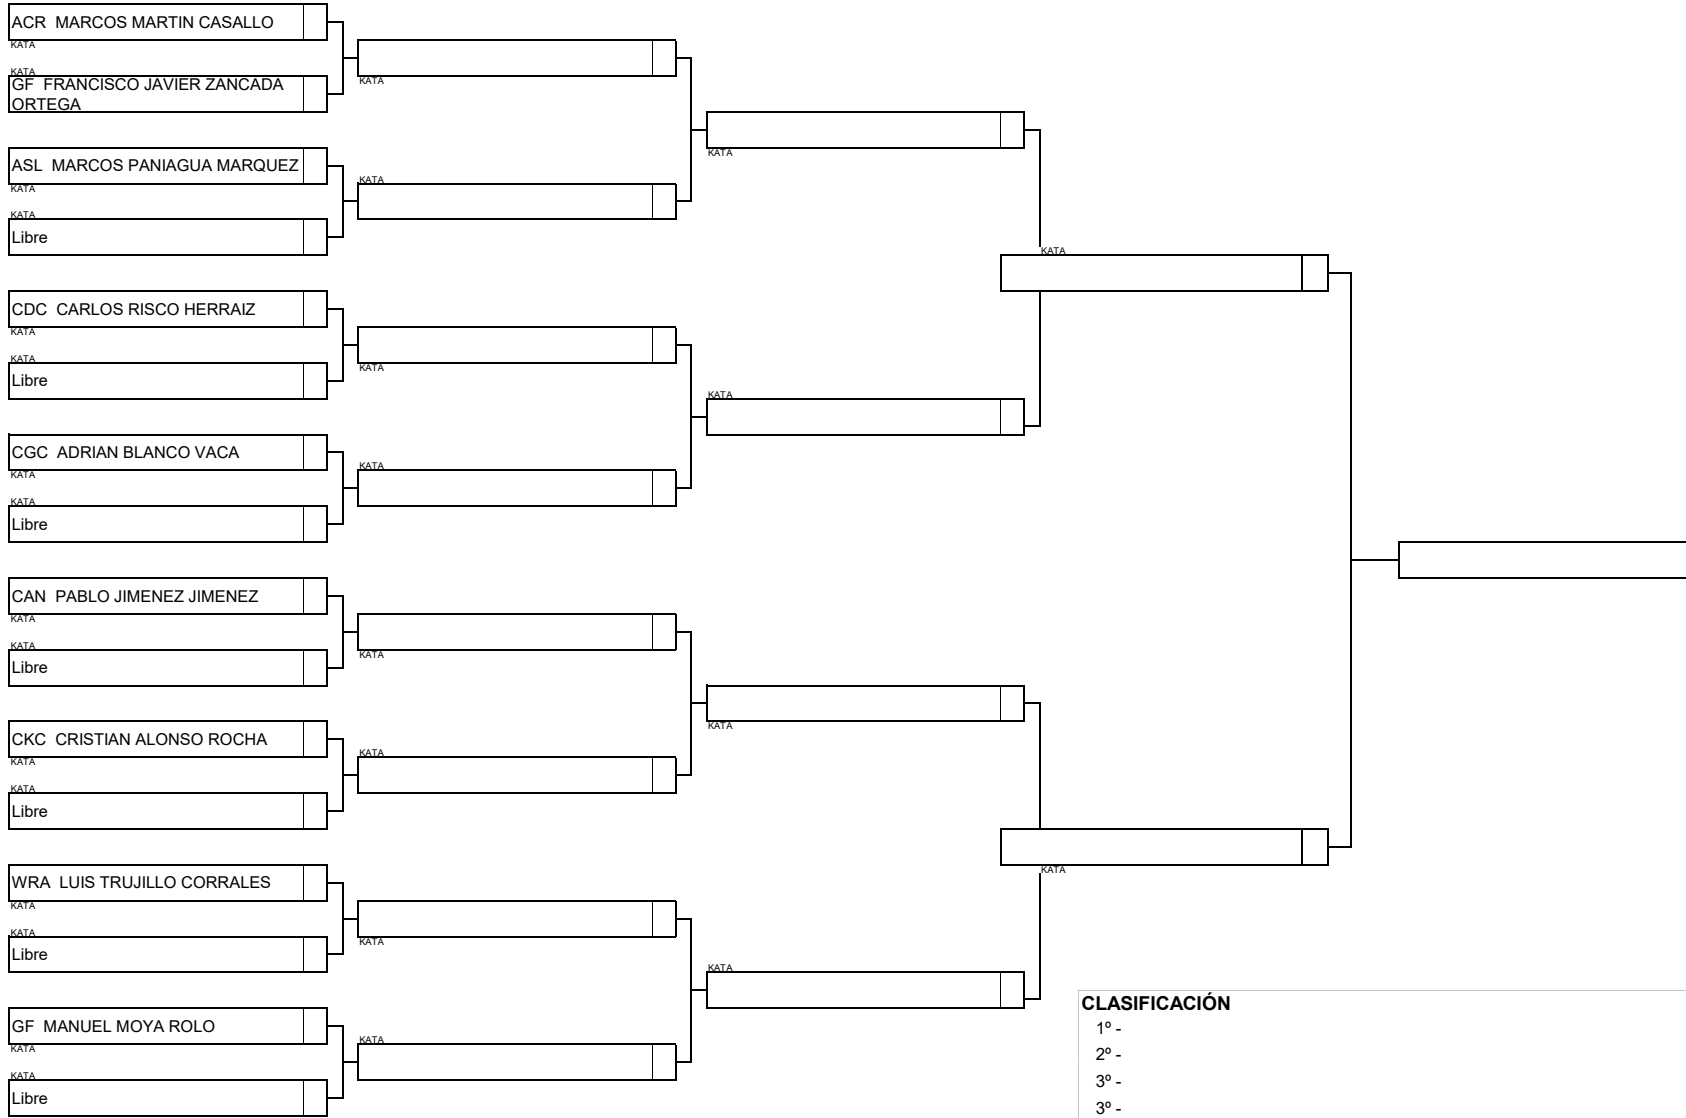 ACR MARCOS MARTIN CASALLO
KATA
KATA
GF FRANCISCO JAVIER ZANCADA
ORTEGA
ASL MARCOS PANIAGUA MARQUEZ
KATA
KATA
Libre
CDC CARLOS RISCO HERRAIZ
KATA
KATA
Libre
CGC ADRIAN BLANCO VACA
KATA
KATA
Libre
CAN PABLO JIMENEZ JIMENEZ
KATA
KATA
Libre
CKC CRISTIAN ALONSO ROCHA
KATA
KATA
Libre
WRA LUIS TRUJILLO CORRALES
KATA
KATA
Libre
GF MANUEL MOYA ROLO
KATA
KATA
Libre
KATA
KATA
KATA
KATA
KATA
KATA
KATA
KATA
KATA
KATA
KATA
KATA
KATA
KATA
CLASIFICACIÓN
1º -
2º -
3º -
3º -